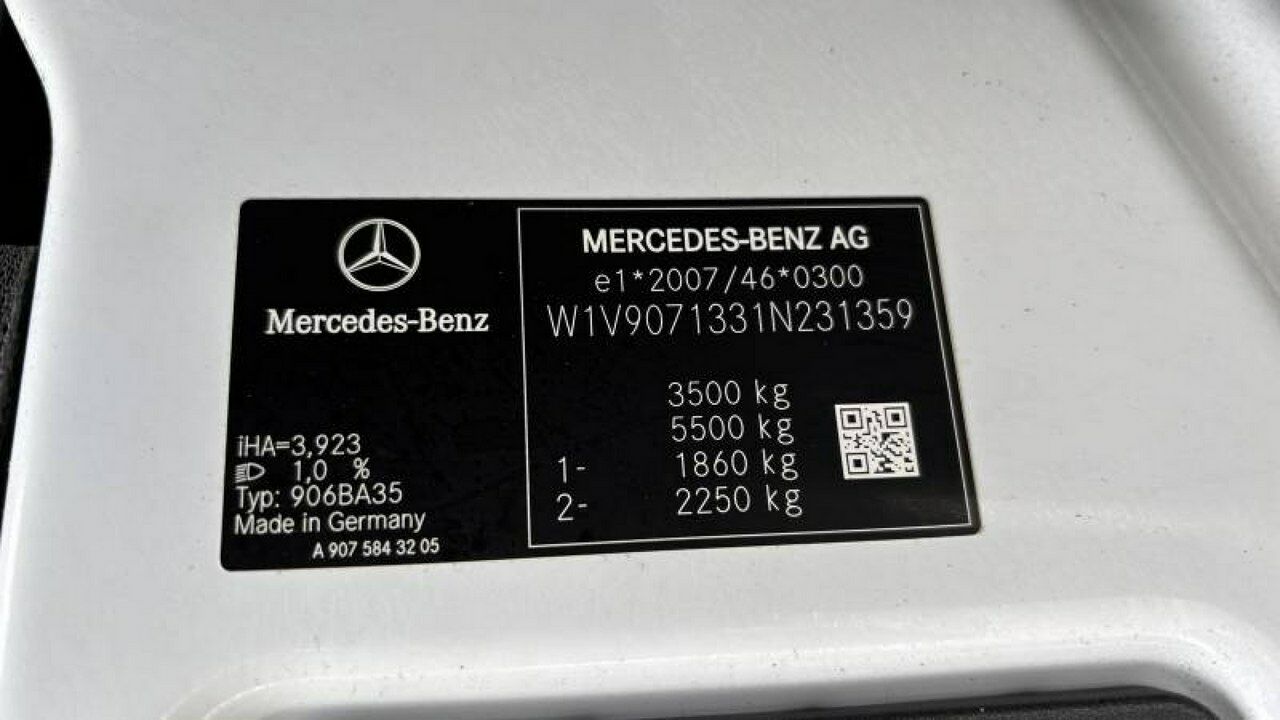 Mercedes-Benz
iHA=3,923
1,0 %
Typ: 906BA35
Made in Germany
A 907 584 32 05
MERCEDES-BENZ AG
e1*2007/46*0300
W1V9071331N231359
3500 kg
5500 kg
1- 1860 kg
2- 2250 kg